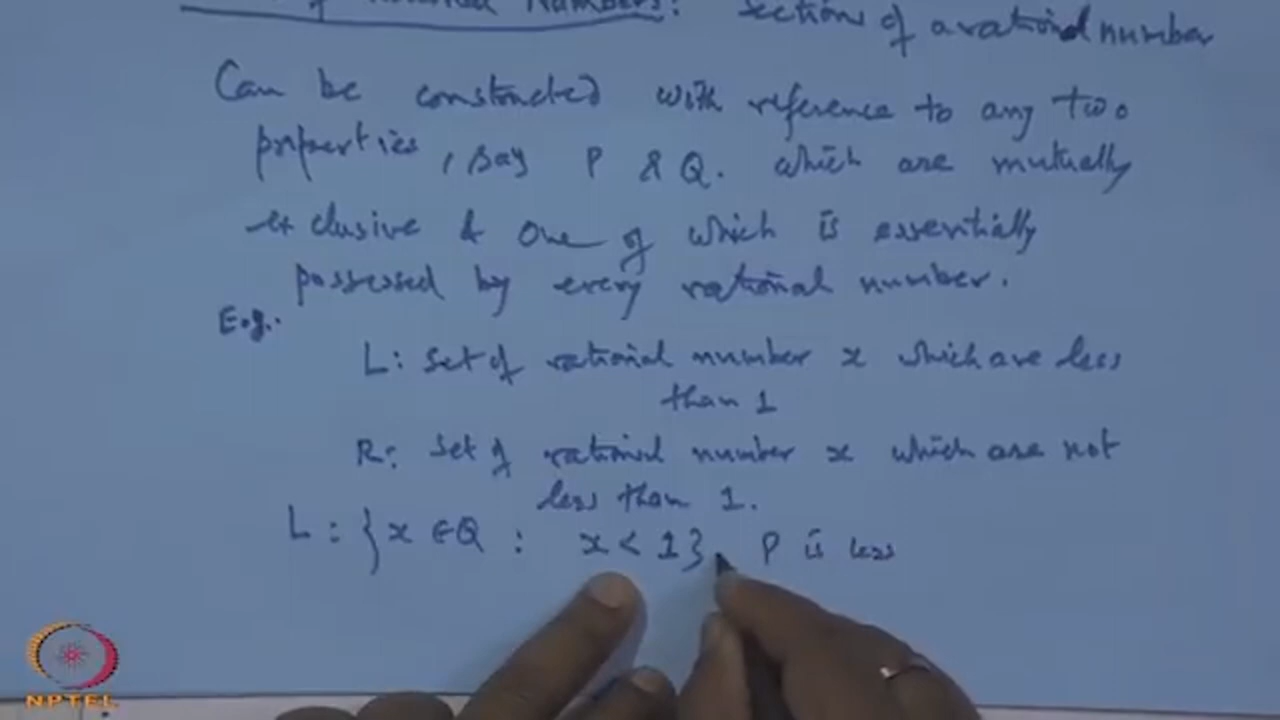 Numbers: Sections of a rational number
Can be constructed with reference to any two
properties, say P & Q. which are mutually
exclusive & one of which is essentially
possessed by every rational number.
E.g.
L: set of rational number x which are less
than 1
R: set of rational number x which are not
less than 1.
L: {x ∈ Q : x < 1}, P is less
NPTEL